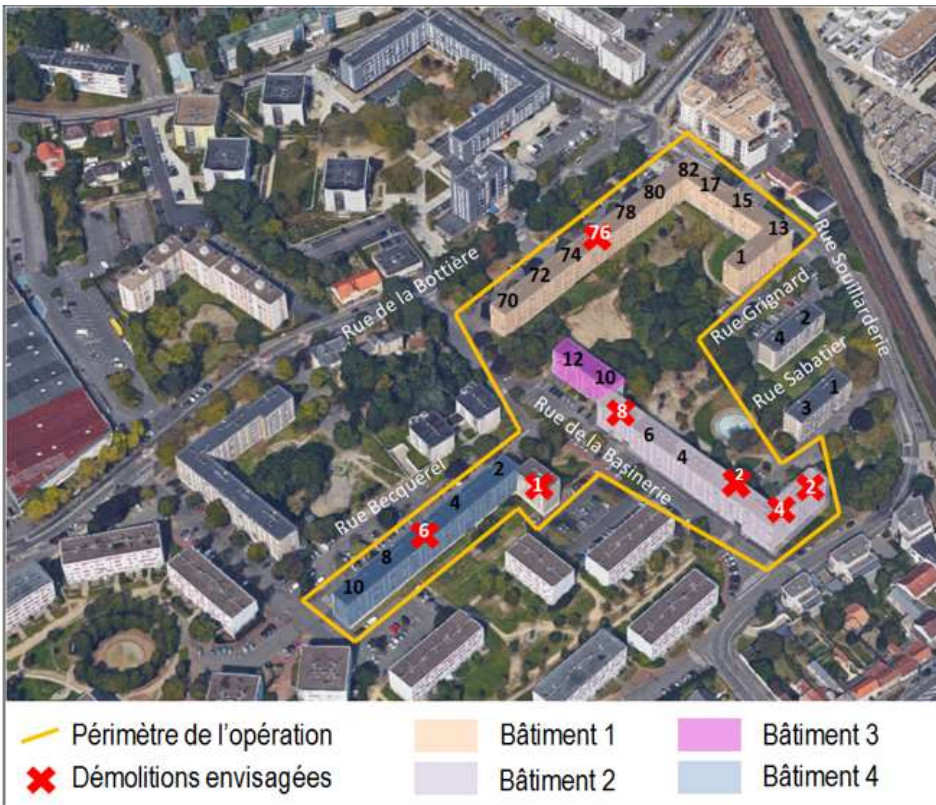 82
17
80
15
78
76
13
74
1
72
70
Rue de la Bottière
Rue Souillarderie
Rue Grignard
2
4
Rue Sabatier
1
3
12
10
8
6
4
2
2
4
Rue de la Basinerie
Rue Becquerel
2
1
4
6
8
10
Périmètre de l'opération
Bâtiment 1
Bâtiment 3
Démolitions envisagées
Bâtiment 2
Bâtiment 4